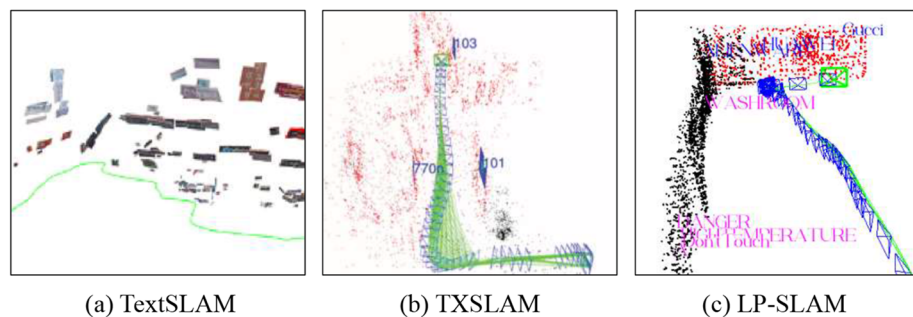 103
770n
101
Gucci
WASHROOM
DANGER
HIGH TEMPERATURE
Don't Touch
(a) TextSLAM
(b) TXSLAM
(c) LP-SLAM